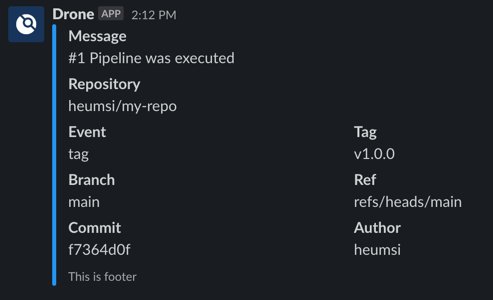 Drone APP 2:12 PM
Message
#1 Pipeline was executed
Repository
heumsi/my-repo
Event Tag
tag v1.0.0
Branch Ref
main refs/heads/main
Commit Author
f7364d0f heumsi
This is footer